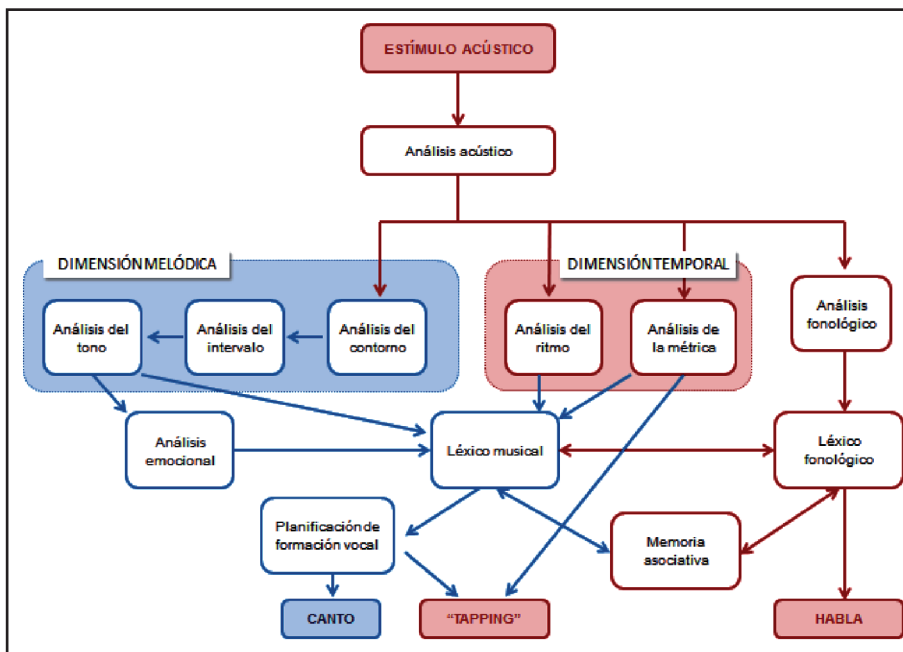 ESTÍMULO ACÚSTICO
Análisis acústico
DIMENSIÓN MELÓDICA
DIMENSIÓN TEMPORAL
Análisis del
tono
Análisis del
intervalo
Análisis del
contorno
Análisis del
ritmo
Análisis de
la métrica
Análisis
fonológico
Análisis
emocional
Léxico musical
Léxico
fonológico
Planificación de
formación vocal
Memoria
asociativa
CANTO
“TAPPING”
HABLA